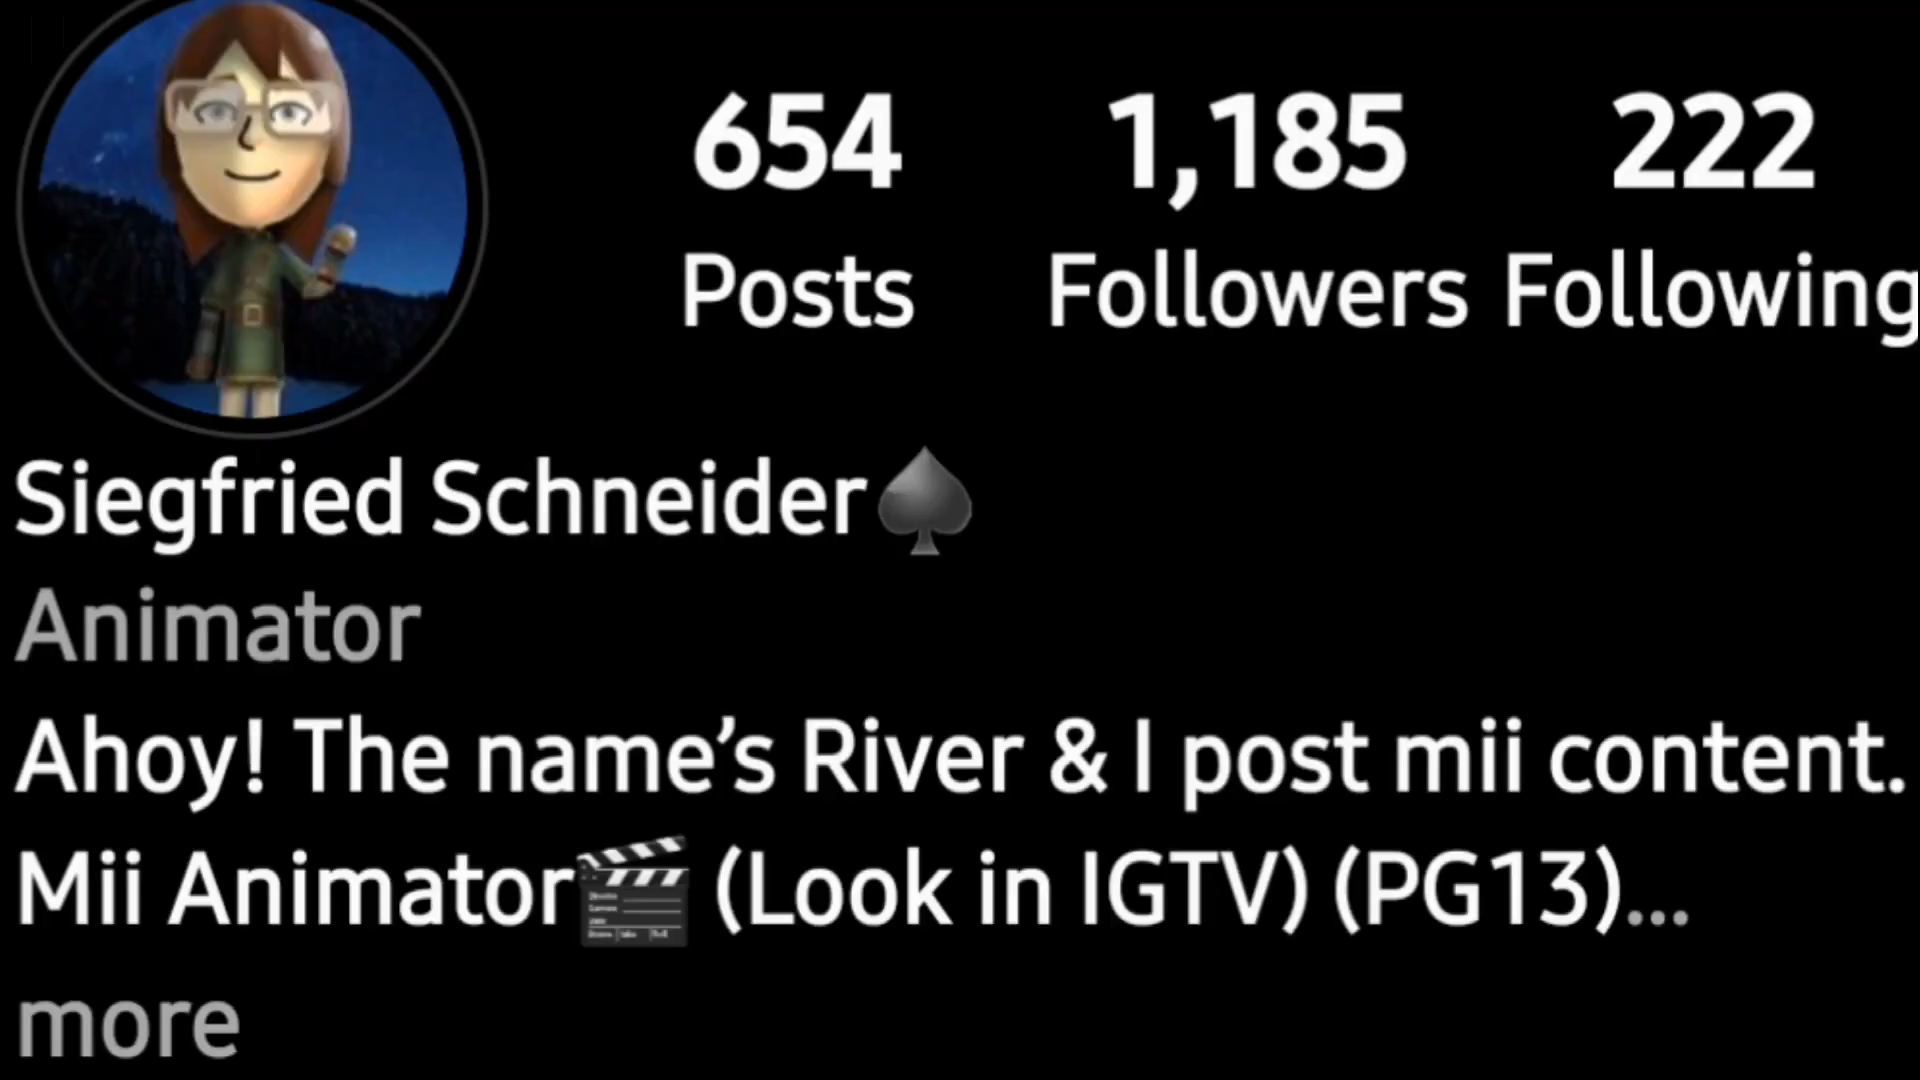 654 1,185 222
Posts Followers Following
Siegfried Schneider♠️
Animator
Ahoy! The name’s River & I post mii content.
Mii Animator🎬 (Look in IGTV) (PG13)...
more